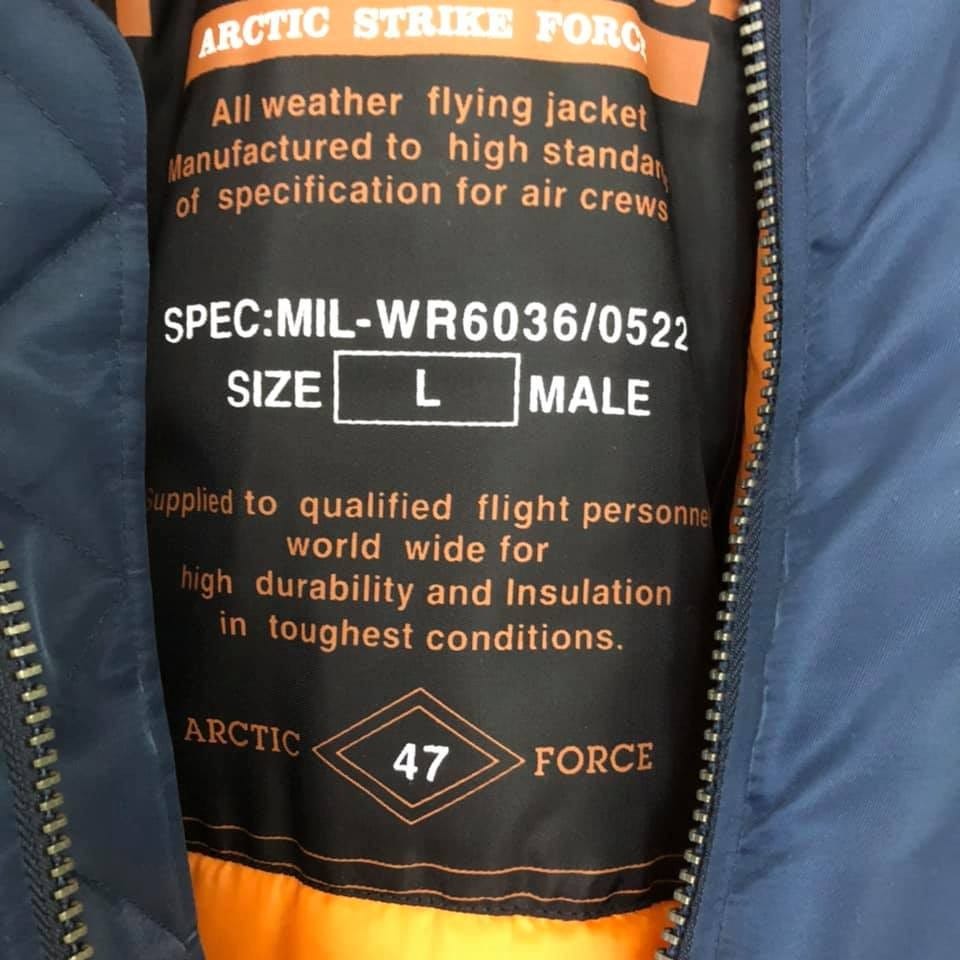 ARCTIC STRIKE FORCE
All weather flying jacket
Manufactured to high standard
of specification for air crews
SPEC:MIL-WR6036/0522
SIZE L MALE
Supplied to qualified flight personnel
world wide for
high durability and Insulation
in toughest conditions.
ARCTIC 47 FORCE